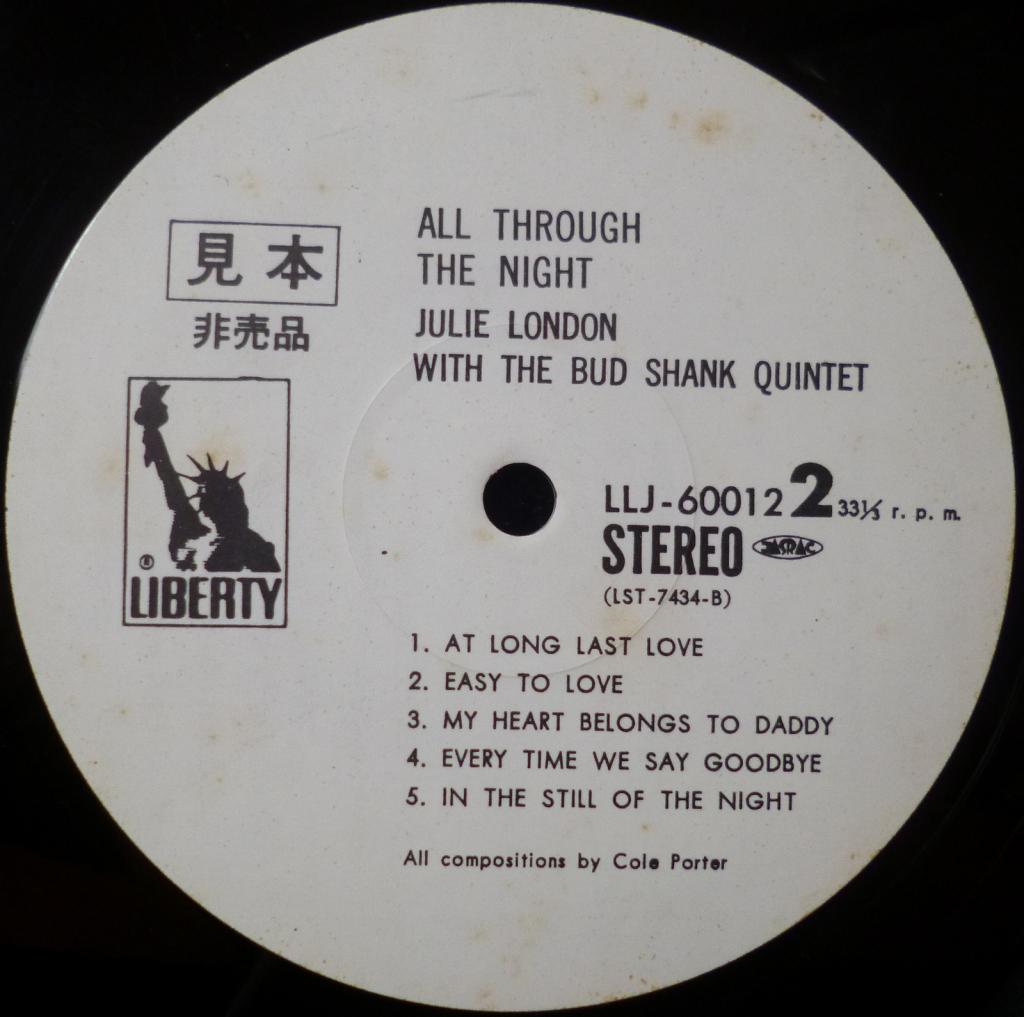 ALL THROUGH
THE NIGHT
JULIE LONDON
WITH THE BUD SHANK QUINTET
見本
非売品
®
LIBERTY
LLJ-60012 2 33⅓ r. p. m.
STEREO JASRAC
(LST-7434-B)
1. AT LONG LAST LOVE
2. EASY TO LOVE
3. MY HEART BELONGS TO DADDY
4. EVERY TIME WE SAY GOODBYE
5. IN THE STILL OF THE NIGHT
All compositions by Cole Porter